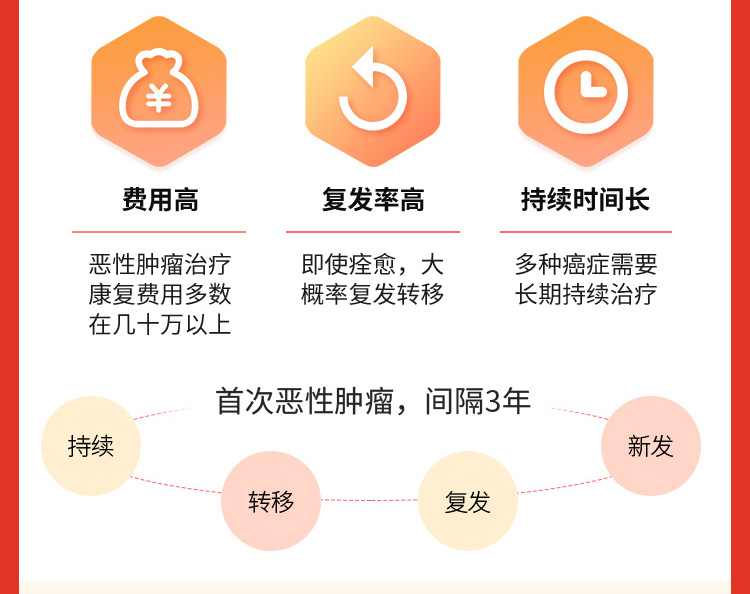 ¥
费用高
恶性肿瘤治疗
康复费用多数
在几十万以上
复发率高
即使痊愈，大
概率复发转移
持续时间长
多种癌症需要
长期持续治疗
首次恶性肿瘤，间隔3年
持续
转移
复发
新发